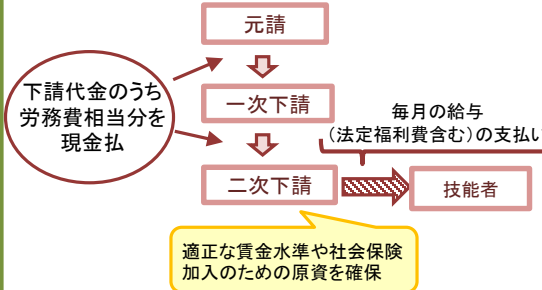 元請
下請代金のうち
労務費相当分を
現金払
一次下請
毎月の給与
(法定福利費含む)の支払い
二次下請
技能者
適正な賃金水準や社会保険
加入のための原資を確保